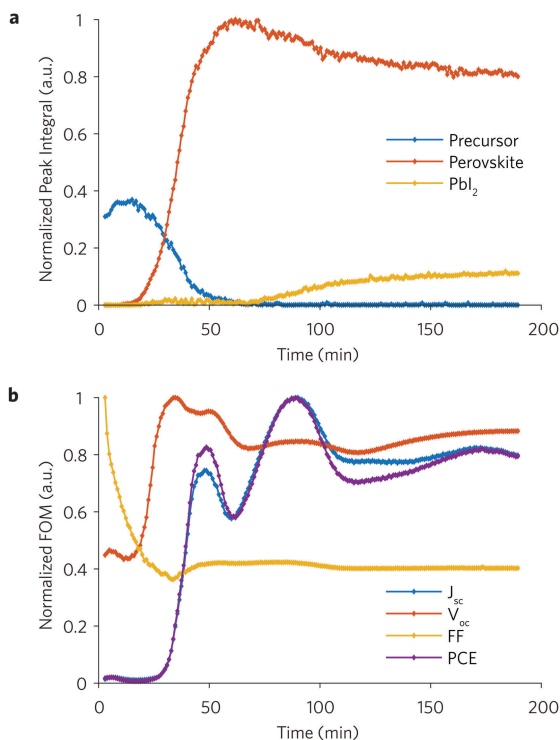 a
Normalized Peak Integral (a.u.)
1
0.8
0.6
0.4
0.2
0
Precursor
Perovskite
PbI₂
0
50
100
150
200
Time (min)
b
Normalized FOM (a.u.)
1
0.8
0.6
0.4
0.2
0
J_sc
V_oc
FF
PCE
0
50
100
150
200
Time (min)